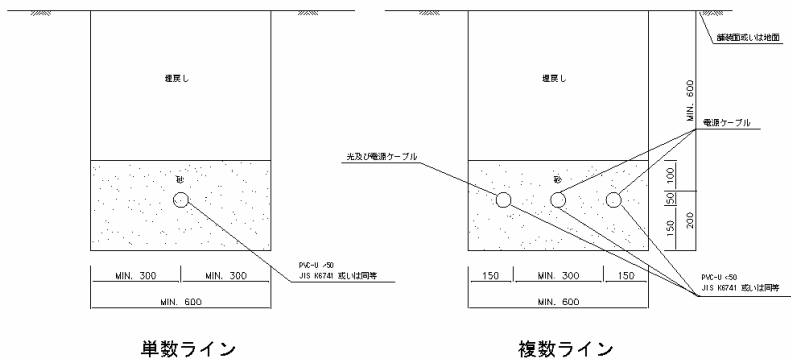 舗装面或いは地面
埋戻し
埋戻し
MIN. 600
電源ケーブル
光及び電源ケーブル
砂
砂
100
50
150
200
PVC-U
50
JIS K6741 或いは同等
MIN. 300
MIN. 300
MIN. 600
150
MIN. 300
150
MIN. 600
PVC-U
50
JIS K6741 或いは同等
単数ライン
複数ライン